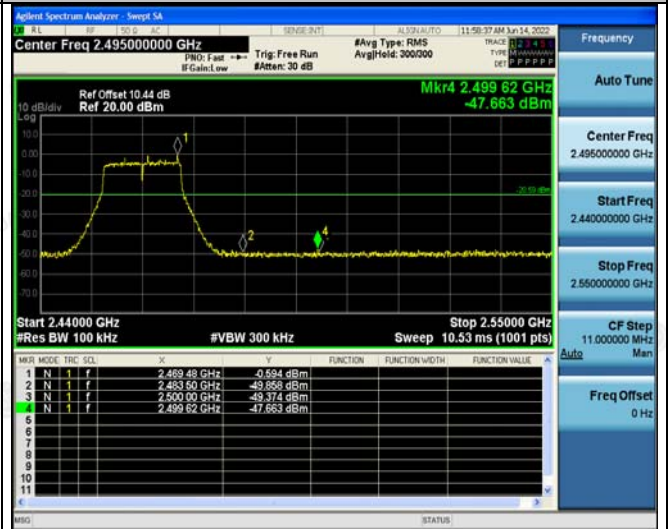 Agilent Spectrum Analyzer - Swept SA
RL RF 50 Ω AC SENSE:INT ALIGN AUTO 11:58:37 AM Jun 14, 2022
Center Freq 2.495000000 GHz
PNO: Fast Trig: Free Run #Avg Type: RMS TRACE 1 2 3 4 5 6
IFGain:Low #Atten: 30 dB Avg|Hold: 300/300 TYPE
DET P P P P P P
Mkr4 2.499 62 GHz
-47.663 dBm
Ref Offset 10.44 dB
10 dB/div Ref 20.00 dBm
Log
10.0
0.00
-10.0
-20.0
-30.0
-40.0
-50.0
-60.0
-70.0
1
2
4
-20.59 dBm
Start 2.44000 GHz Stop 2.55000 GHz
#Res BW 100 kHz #VBW 300 kHz Sweep 10.53 ms (1001 pts)
MKR MODE TRC SCL X Y FUNCTION FUNCTION WIDTH FUNCTION VALUE
1 N 1 f 2.469 48 GHz -0.594 dBm
2 N 1 f 2.483 50 GHz -49.858 dBm
3 N 1 f 2.500 00 GHz -49.374 dBm
4 N 1 f 2.499 62 GHz -47.663 dBm
5
6
7
8
9
10
11
MSG STATUS
Frequency
Auto Tune
Center Freq
2.495000000 GHz
Start Freq
2.440000000 GHz
Stop Freq
2.550000000 GHz
CF Step
11.000000 MHz
Auto Man
Freq Offset
0 Hz